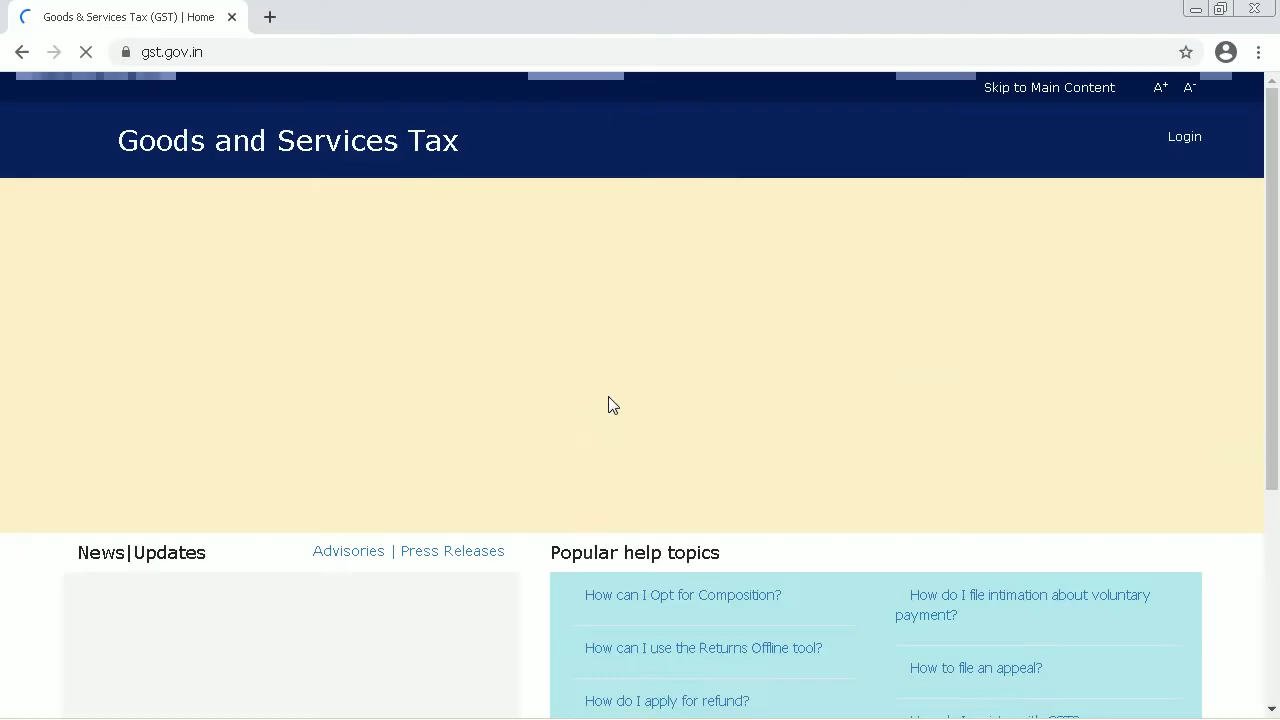 Goods & Services Tax (GST) | Home
gst.gov.in
Skip to Main Content A+ A-
Goods and Services Tax
Login
News|Updates
Advisories | Press Releases
Popular help topics
How can I Opt for Composition?
How can I use the Returns Offline tool?
How do I apply for refund?
How do I file intimation about voluntary
payment?
How to file an appeal?